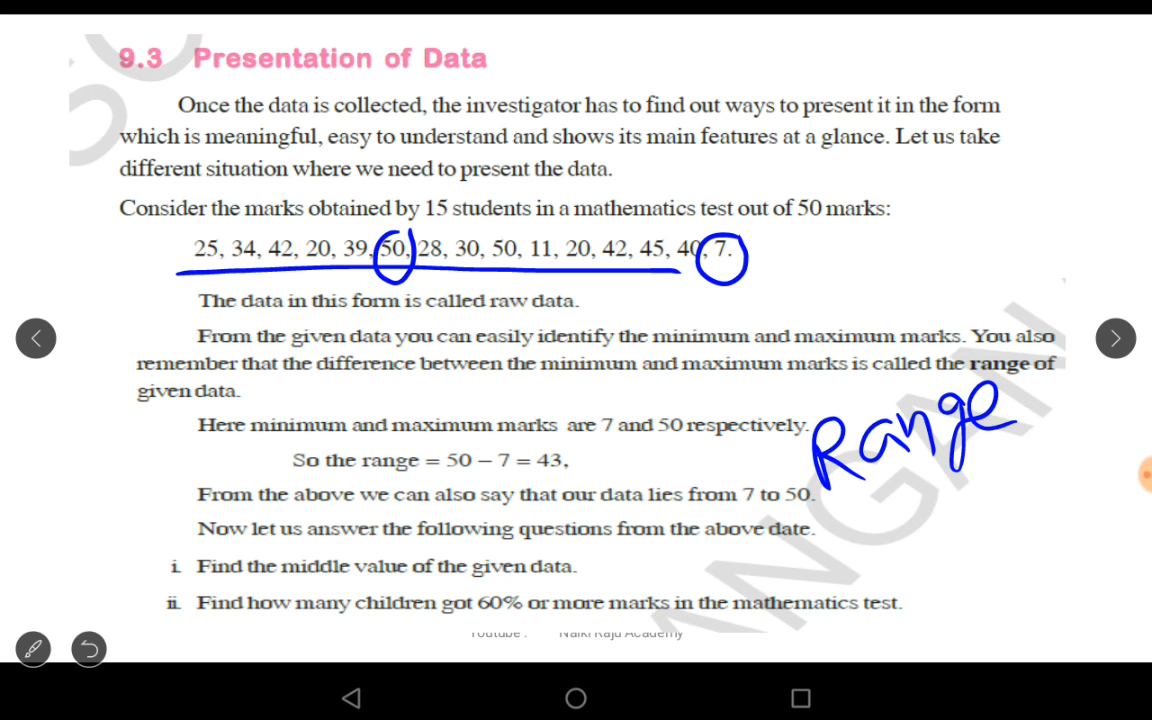 9.3 Presentation of Data
Once the data is collected, the investigator has to find out ways to present it in the form
which is meaningful, easy to understand and shows its main features at a glance. Let us take
different situation where we need to present the data.
Consider the marks obtained by 15 students in a mathematics test out of 50 marks:
25, 34, 42, 20, 39, 50, 28, 30, 50, 11, 20, 42, 45, 40, 7.
The data in this form is called raw data.
From the given data you can easily identify the minimum and maximum marks. You also
remember that the difference between the minimum and maximum marks is called the range of
given data.
Here minimum and maximum marks are 7 and 50 respectively.
Range
So the range = 50 – 7 = 43,
From the above we can also say that our data lies from 7 to 50.
Now let us answer the following questions from the above date.
i. Find the middle value of the given data.
ii. Find how many children got 60% or more marks in the mathematics test.
Youtube : Naiki Raju Academy
ANGAN